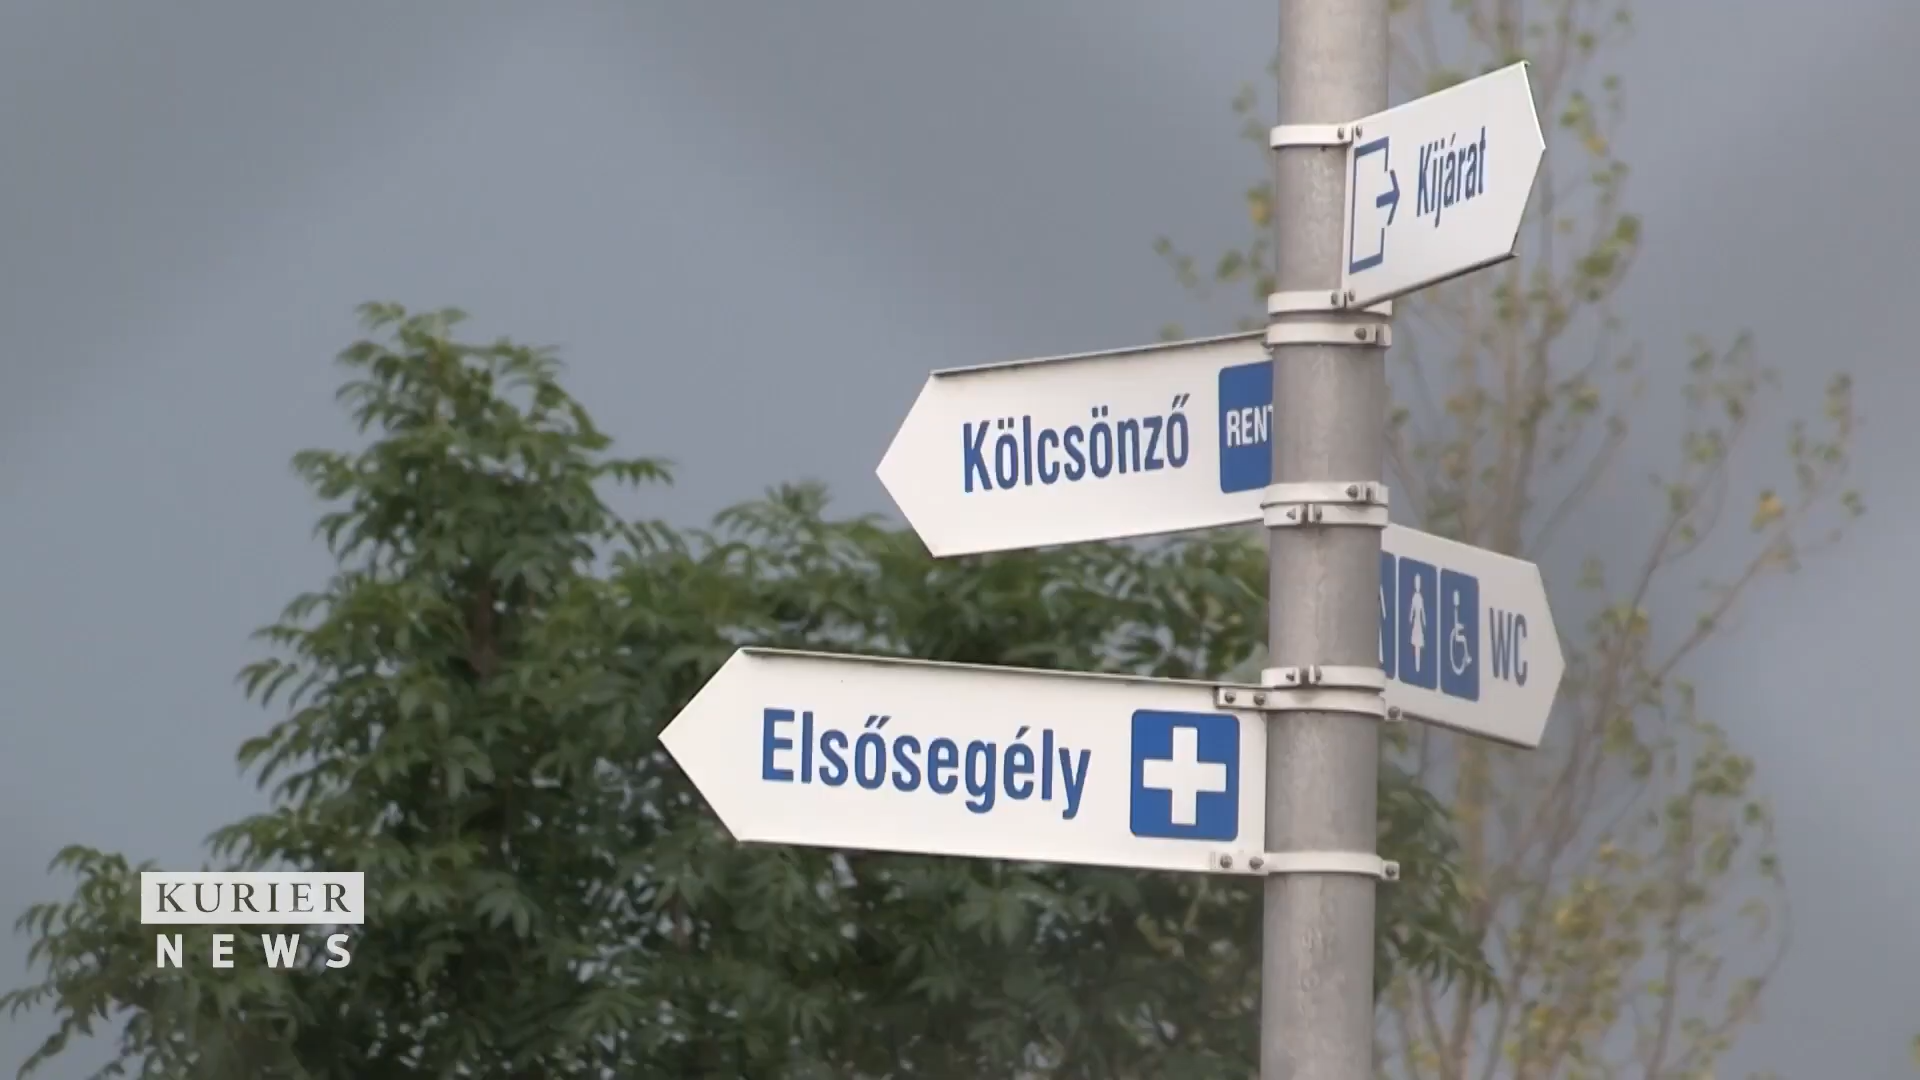 Kijárat
Kölcsönző
RENT
WC
Elsősegély
KURIER
NEWS